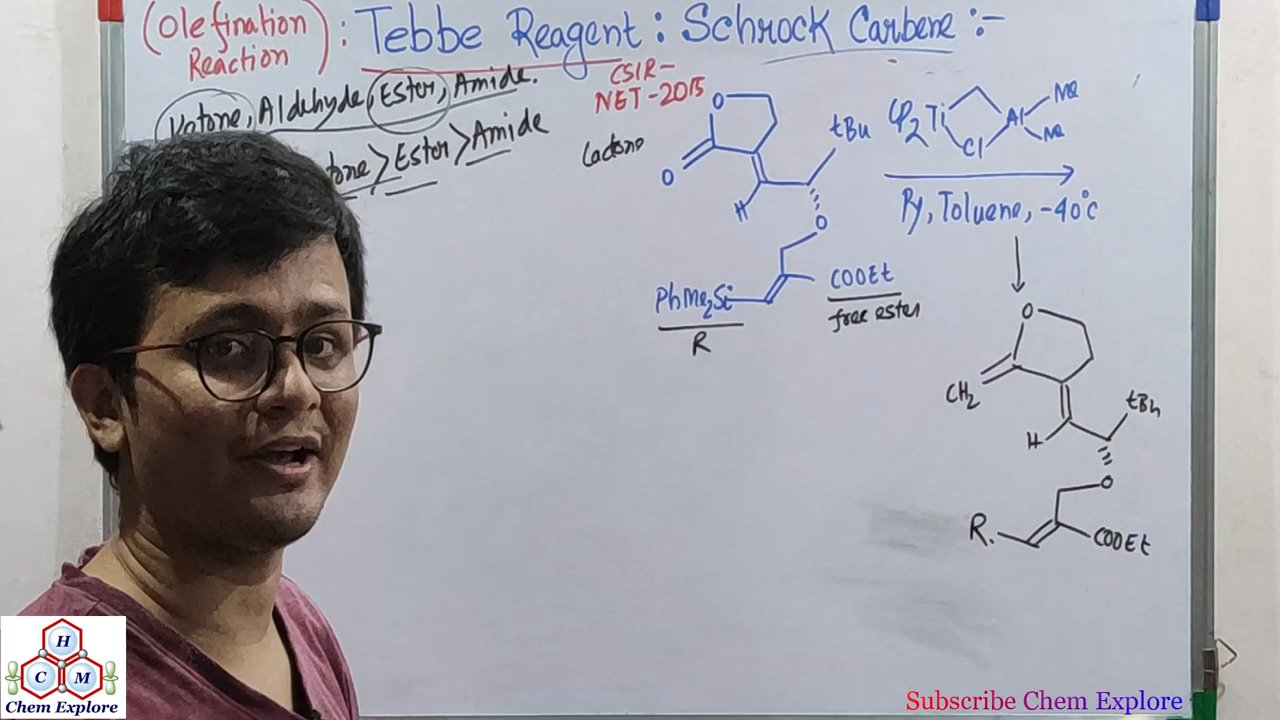 (Olefination Reaction) : Tebbe Reagent : Schrock Carbene :-
Ketone, Aldehyde, Ester, Amide.
> Ester > Amide
CSIR-
NET-2015
Lactone
O
O
H
tBu
O
PhMe2Si
R
COOEt
free ester
Cp2Ti
Al
Me
Me
Cl
Py, Toluene, -40°C
O
CH2
H
tBu
O
R.
COOEt
H
C M
Chem Explore
Subscribe Chem Explore